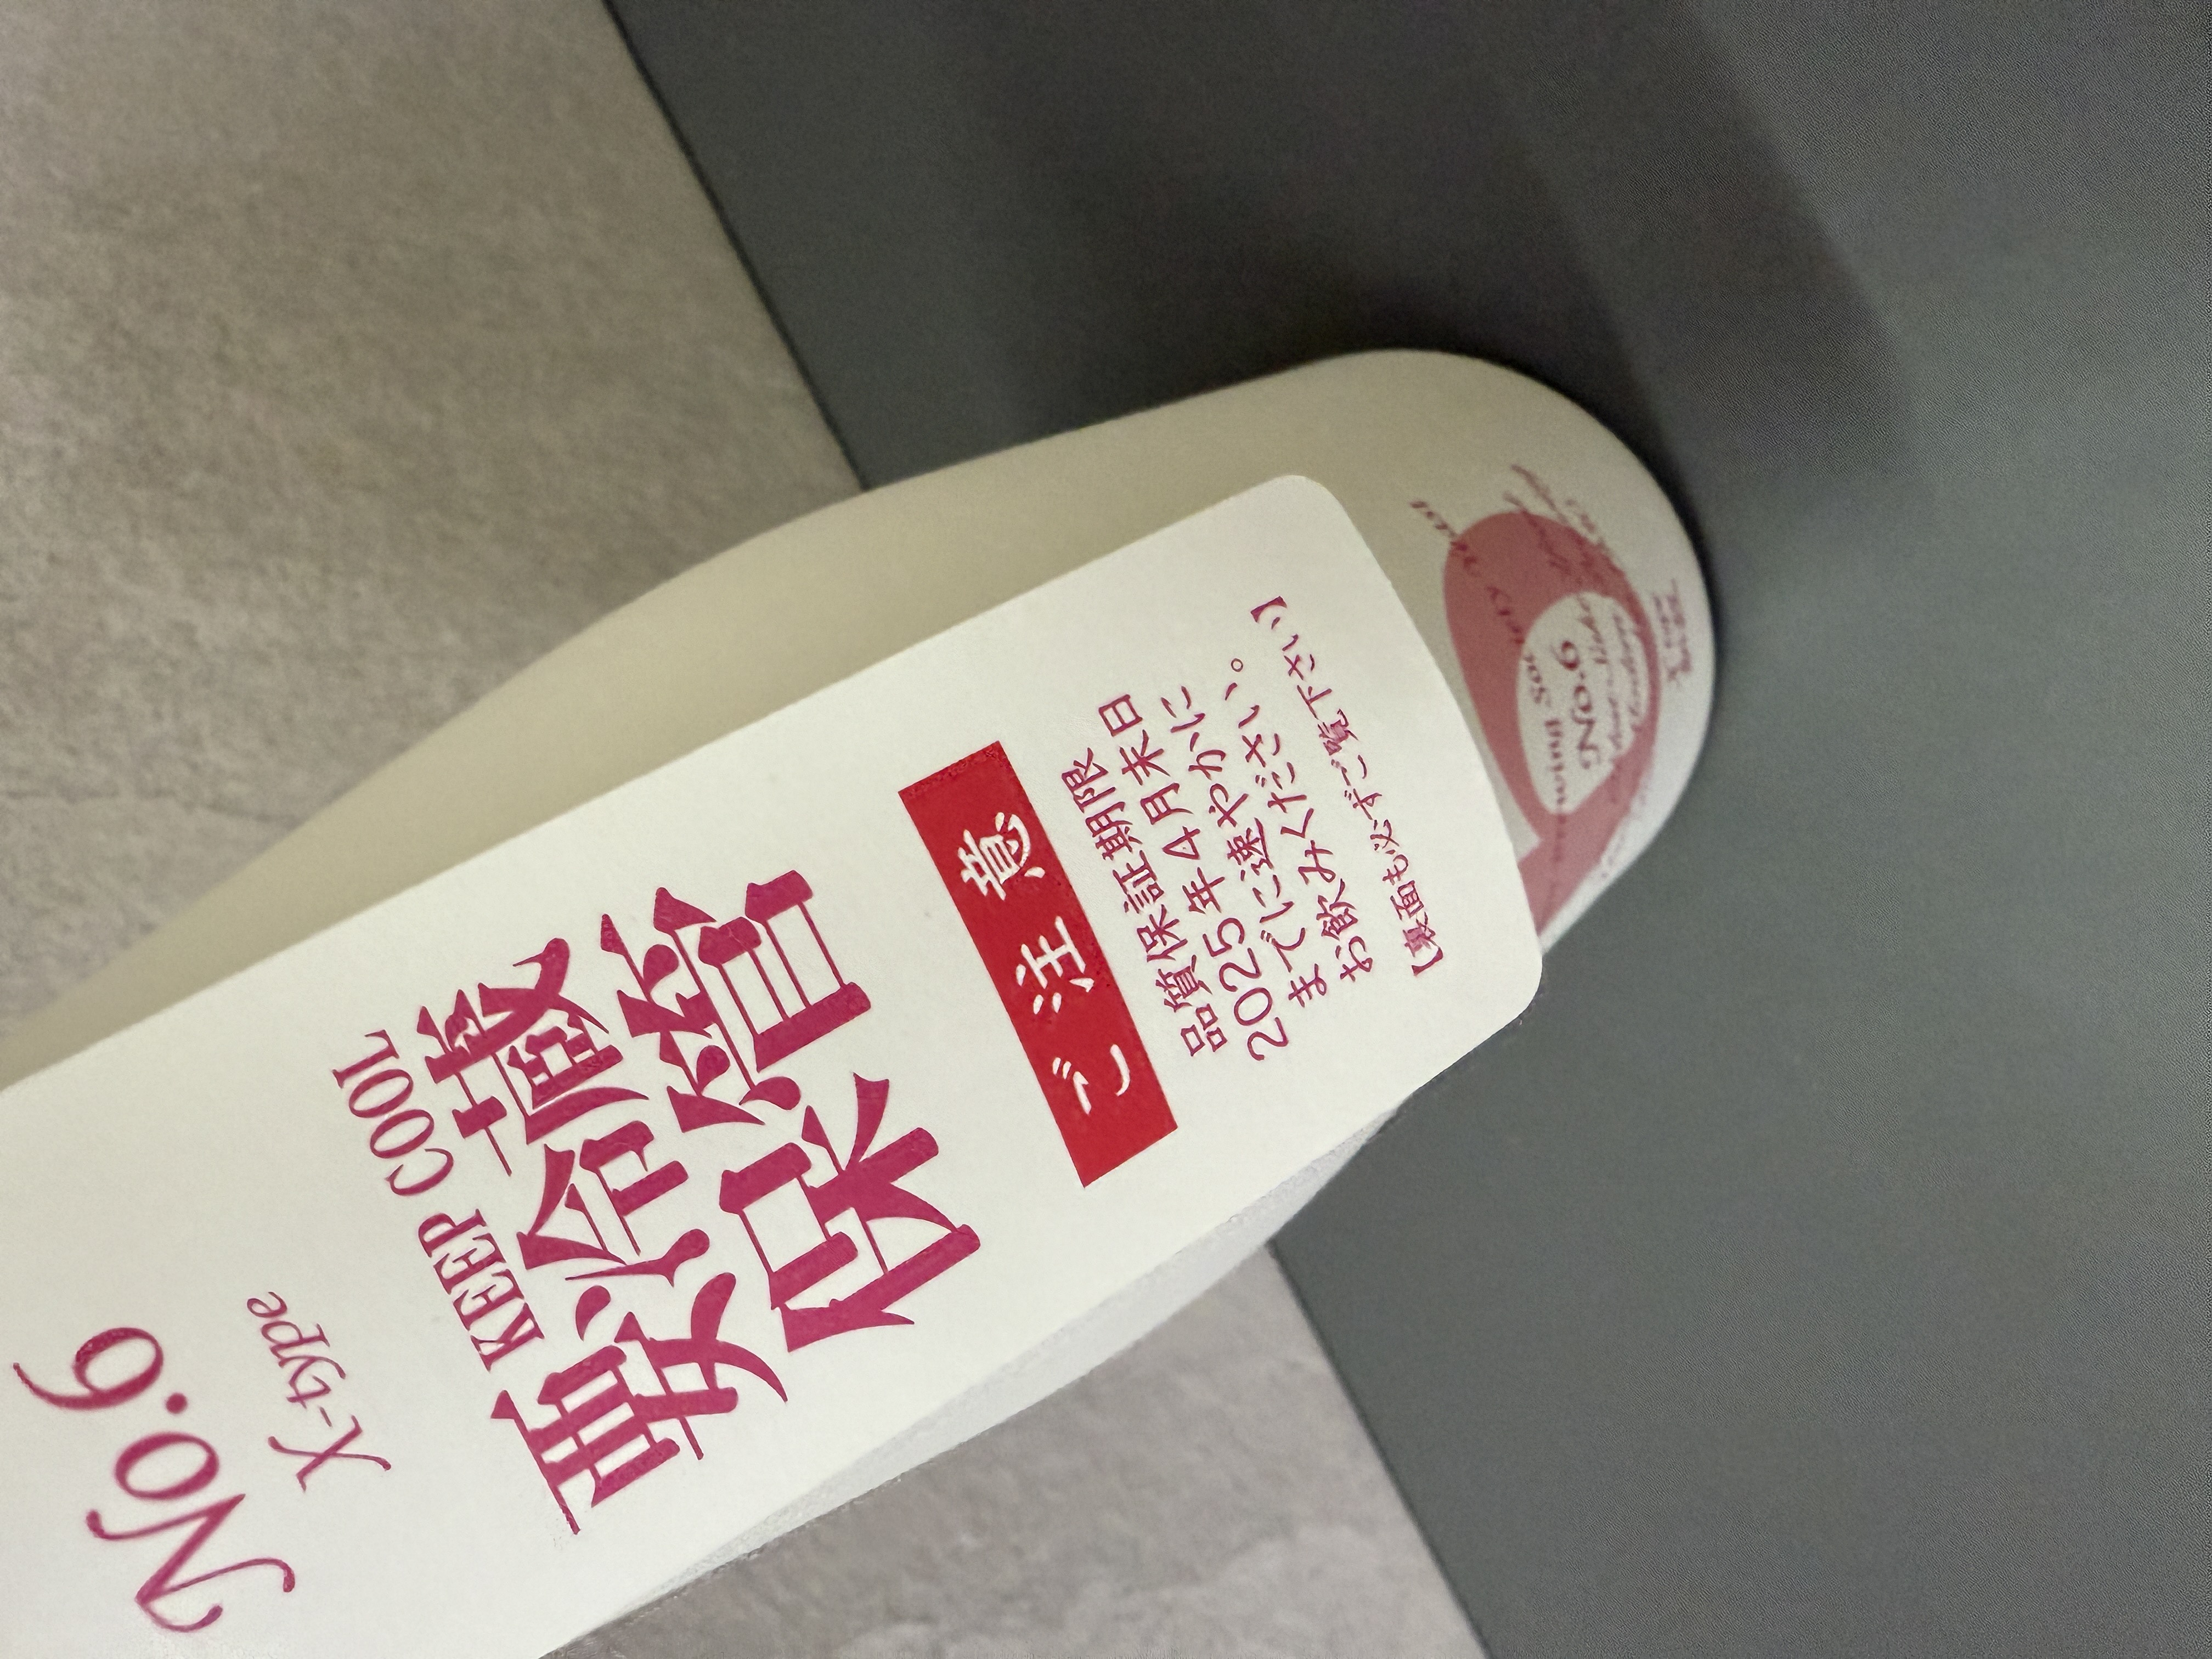 No.6
X-type
KEEP COOL
要冷蔵
保管
ご注意
品質保証期限
2025年4月末日
までに速やかに
お飲みください。
【裏面も必ずご覧下さい】
No.6